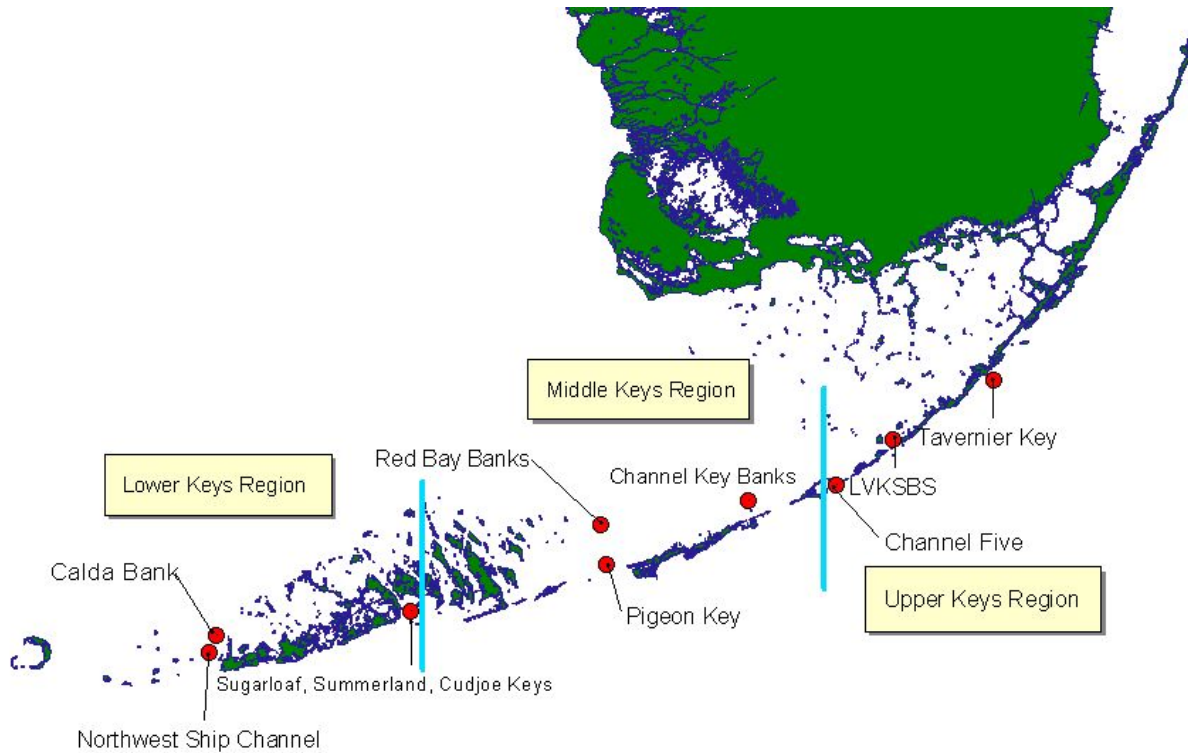 Middle Keys Region
Tavernier Key
Red Bay Banks
Channel Key Banks
Lower Keys Region
LVKSBS
Channel Five
Calda Bank
Upper Keys Region
Pigeon Key
Sugarloaf, Summerland, Cudjoe Keys
Northwest Ship Channel